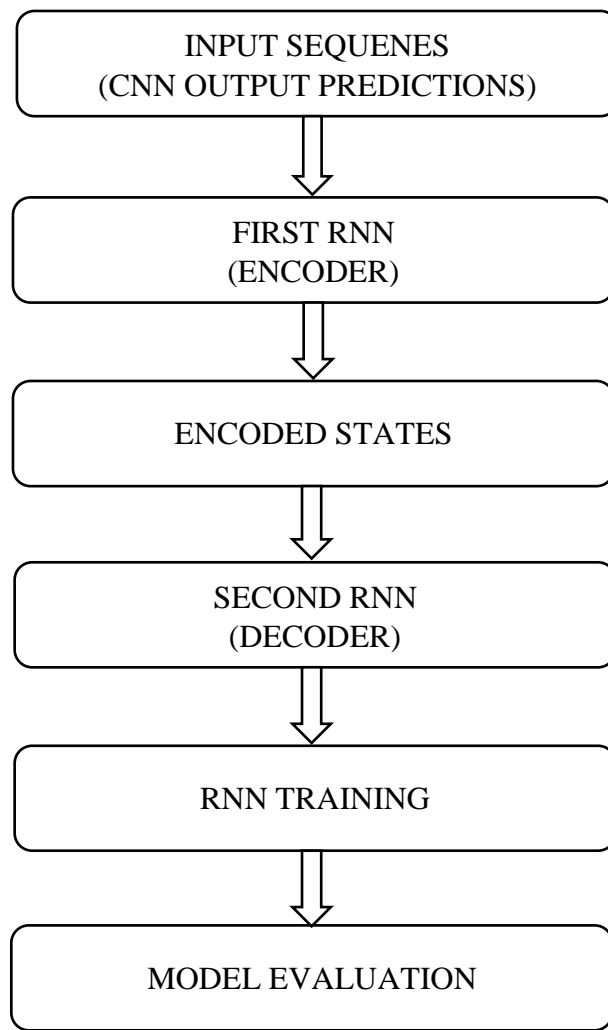 INPUT SEQUENES
(CNN OUTPUT PREDICTIONS)
FIRST RNN
(ENCODER)
ENCODED STATES
SECOND RNN
(DECODER)
RNN TRAINING
MODEL EVALUATION